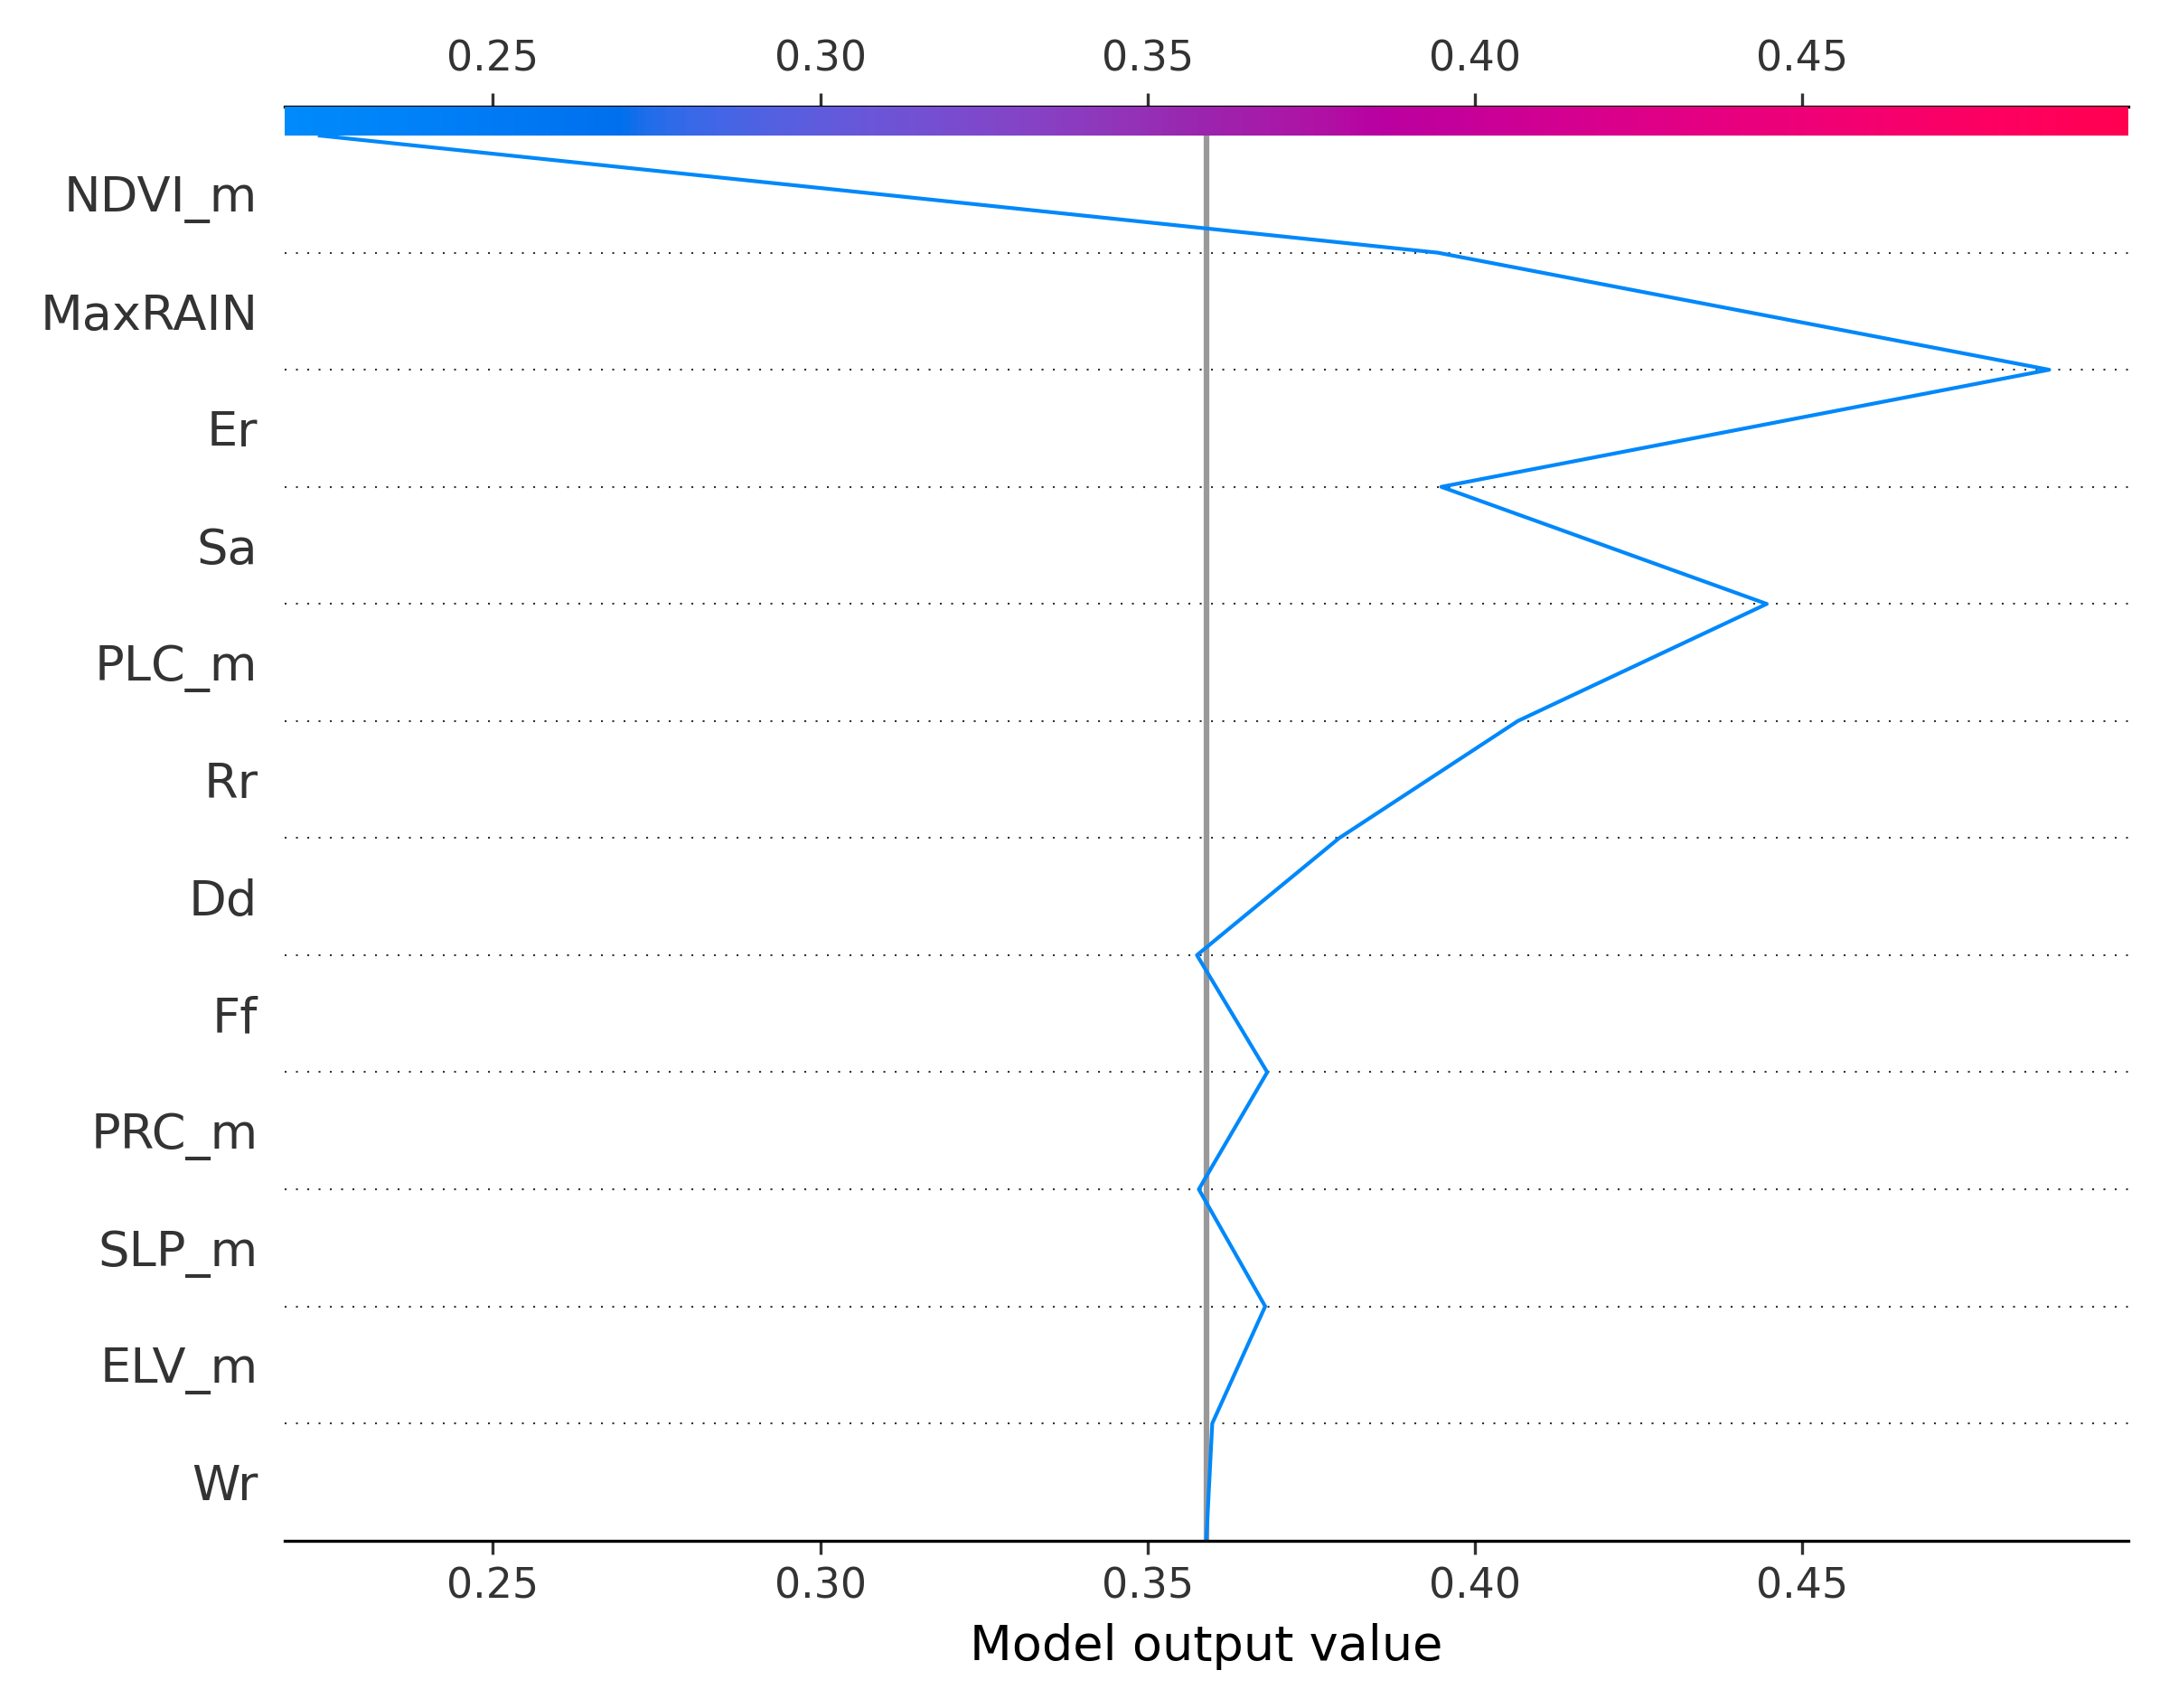 0.25 0.30 0.35 0.40 0.45
NDVI_m
MaxRAIN
Er
Sa
PLC_m
Rr
Dd
Ff
PRC_m
SLP_m
ELV_m
Wr
0.25 0.30 0.35 0.40 0.45
Model output value